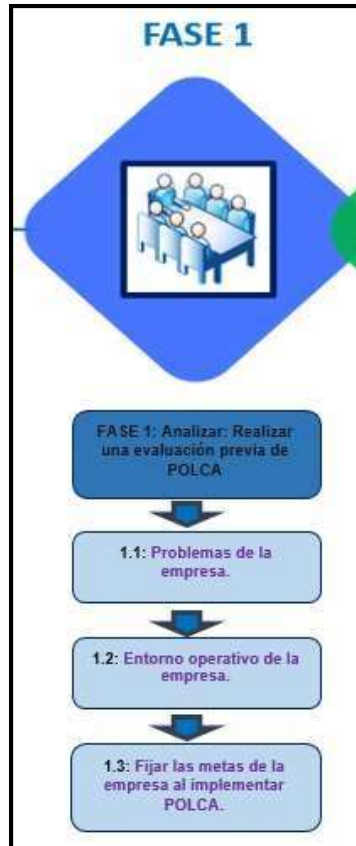 FASE 1
FASE 1: Analizar: Realizar
una evaluación previa de
POLCA
1.1: Problemas de la
empresa.
1.2: Entorno operativo de la
empresa.
1.3: Fijar las metas de la
empresa al implementar
POLCA.